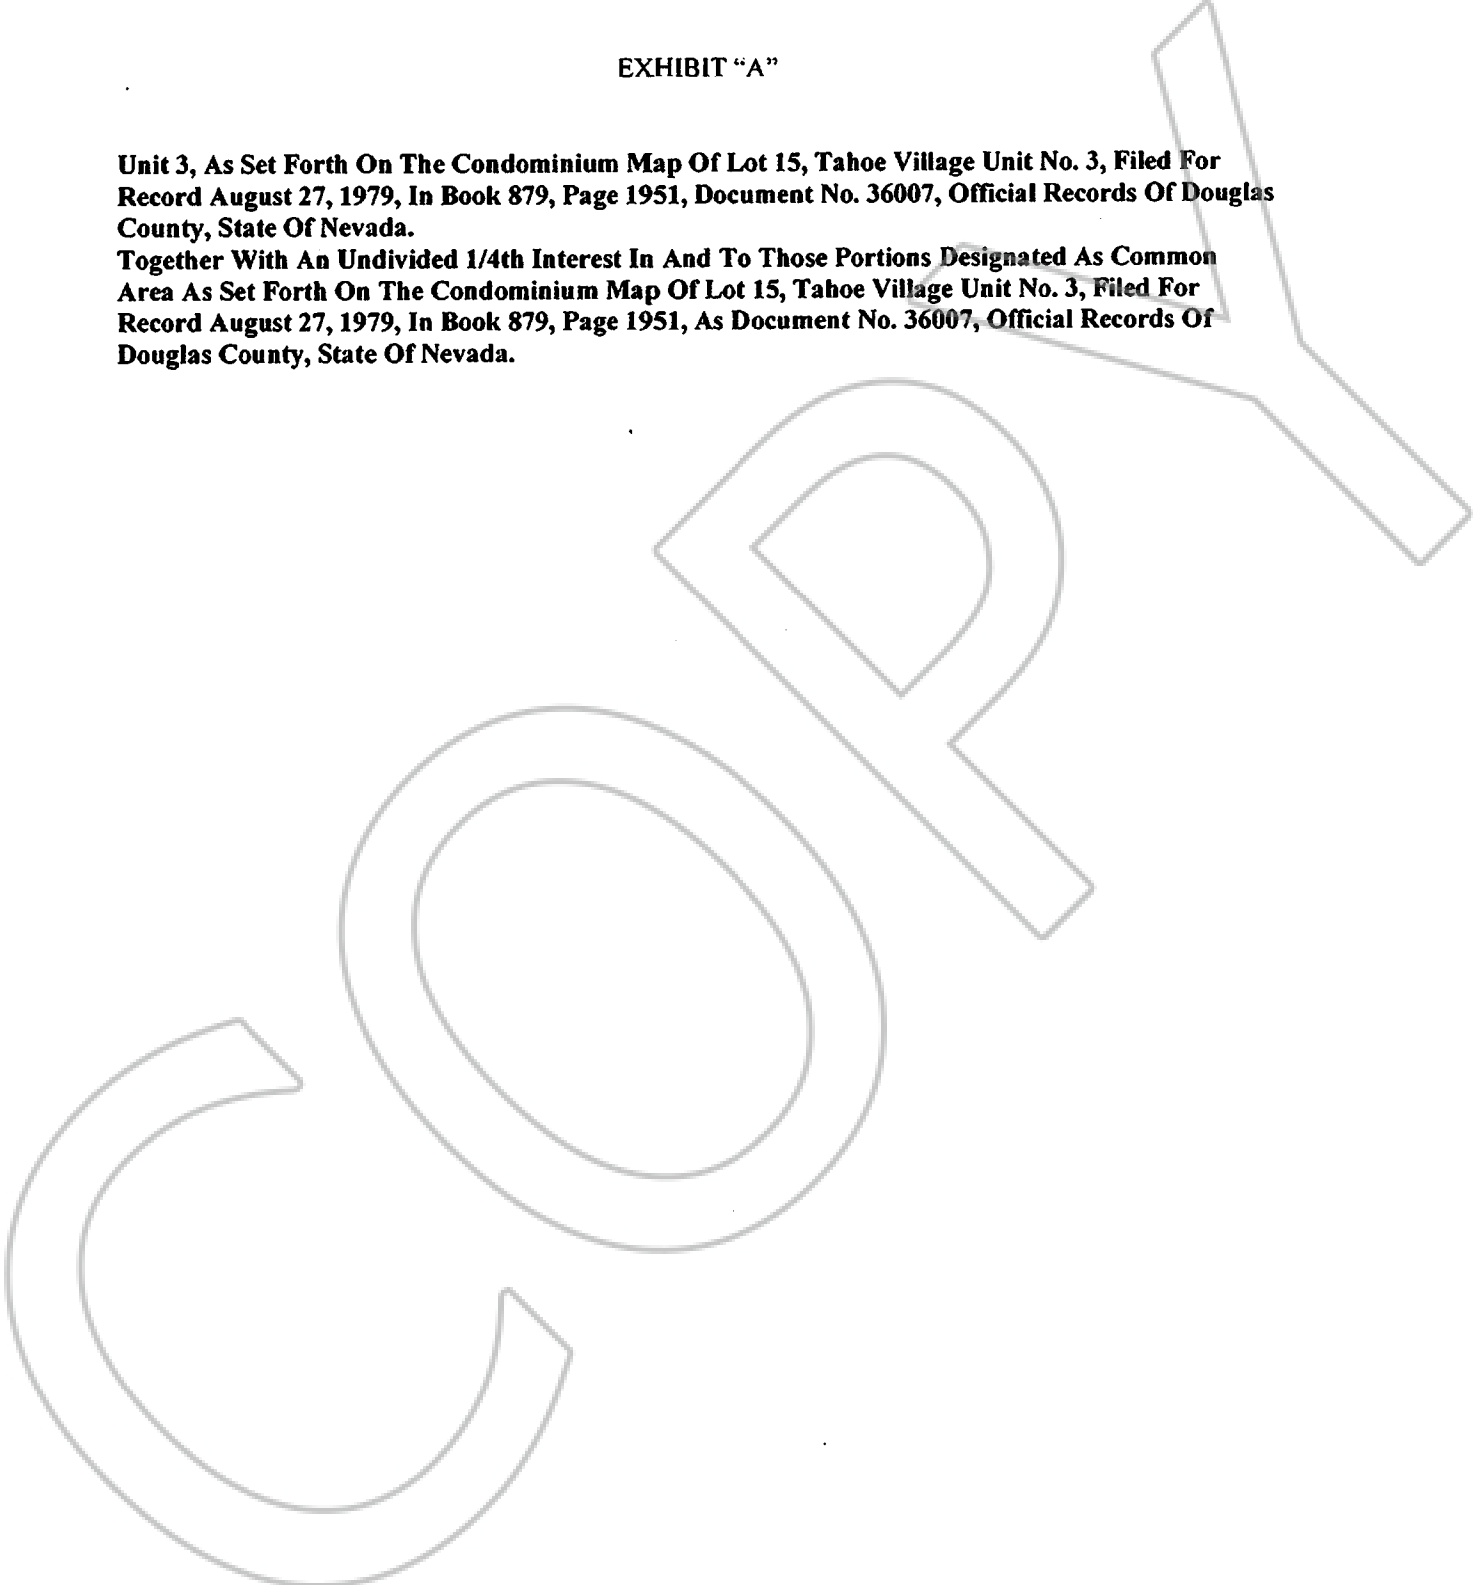 EXHIBIT “A”
Unit 3, As Set Forth On The Condominium Map Of Lot 15, Tahoe Village Unit No. 3, Filed For
Record August 27, 1979, In Book 879, Page 1951, Document No. 36007, Official Records Of Douglas
County, State Of Nevada.
Together With An Undivided 1/4th Interest In And To Those Portions Designated As Common
Area As Set Forth On The Condominium Map Of Lot 15, Tahoe Village Unit No. 3, Filed For
Record August 27, 1979, In Book 879, Page 1951, As Document No. 36007, Official Records Of
Douglas County, State Of Nevada.
COPY